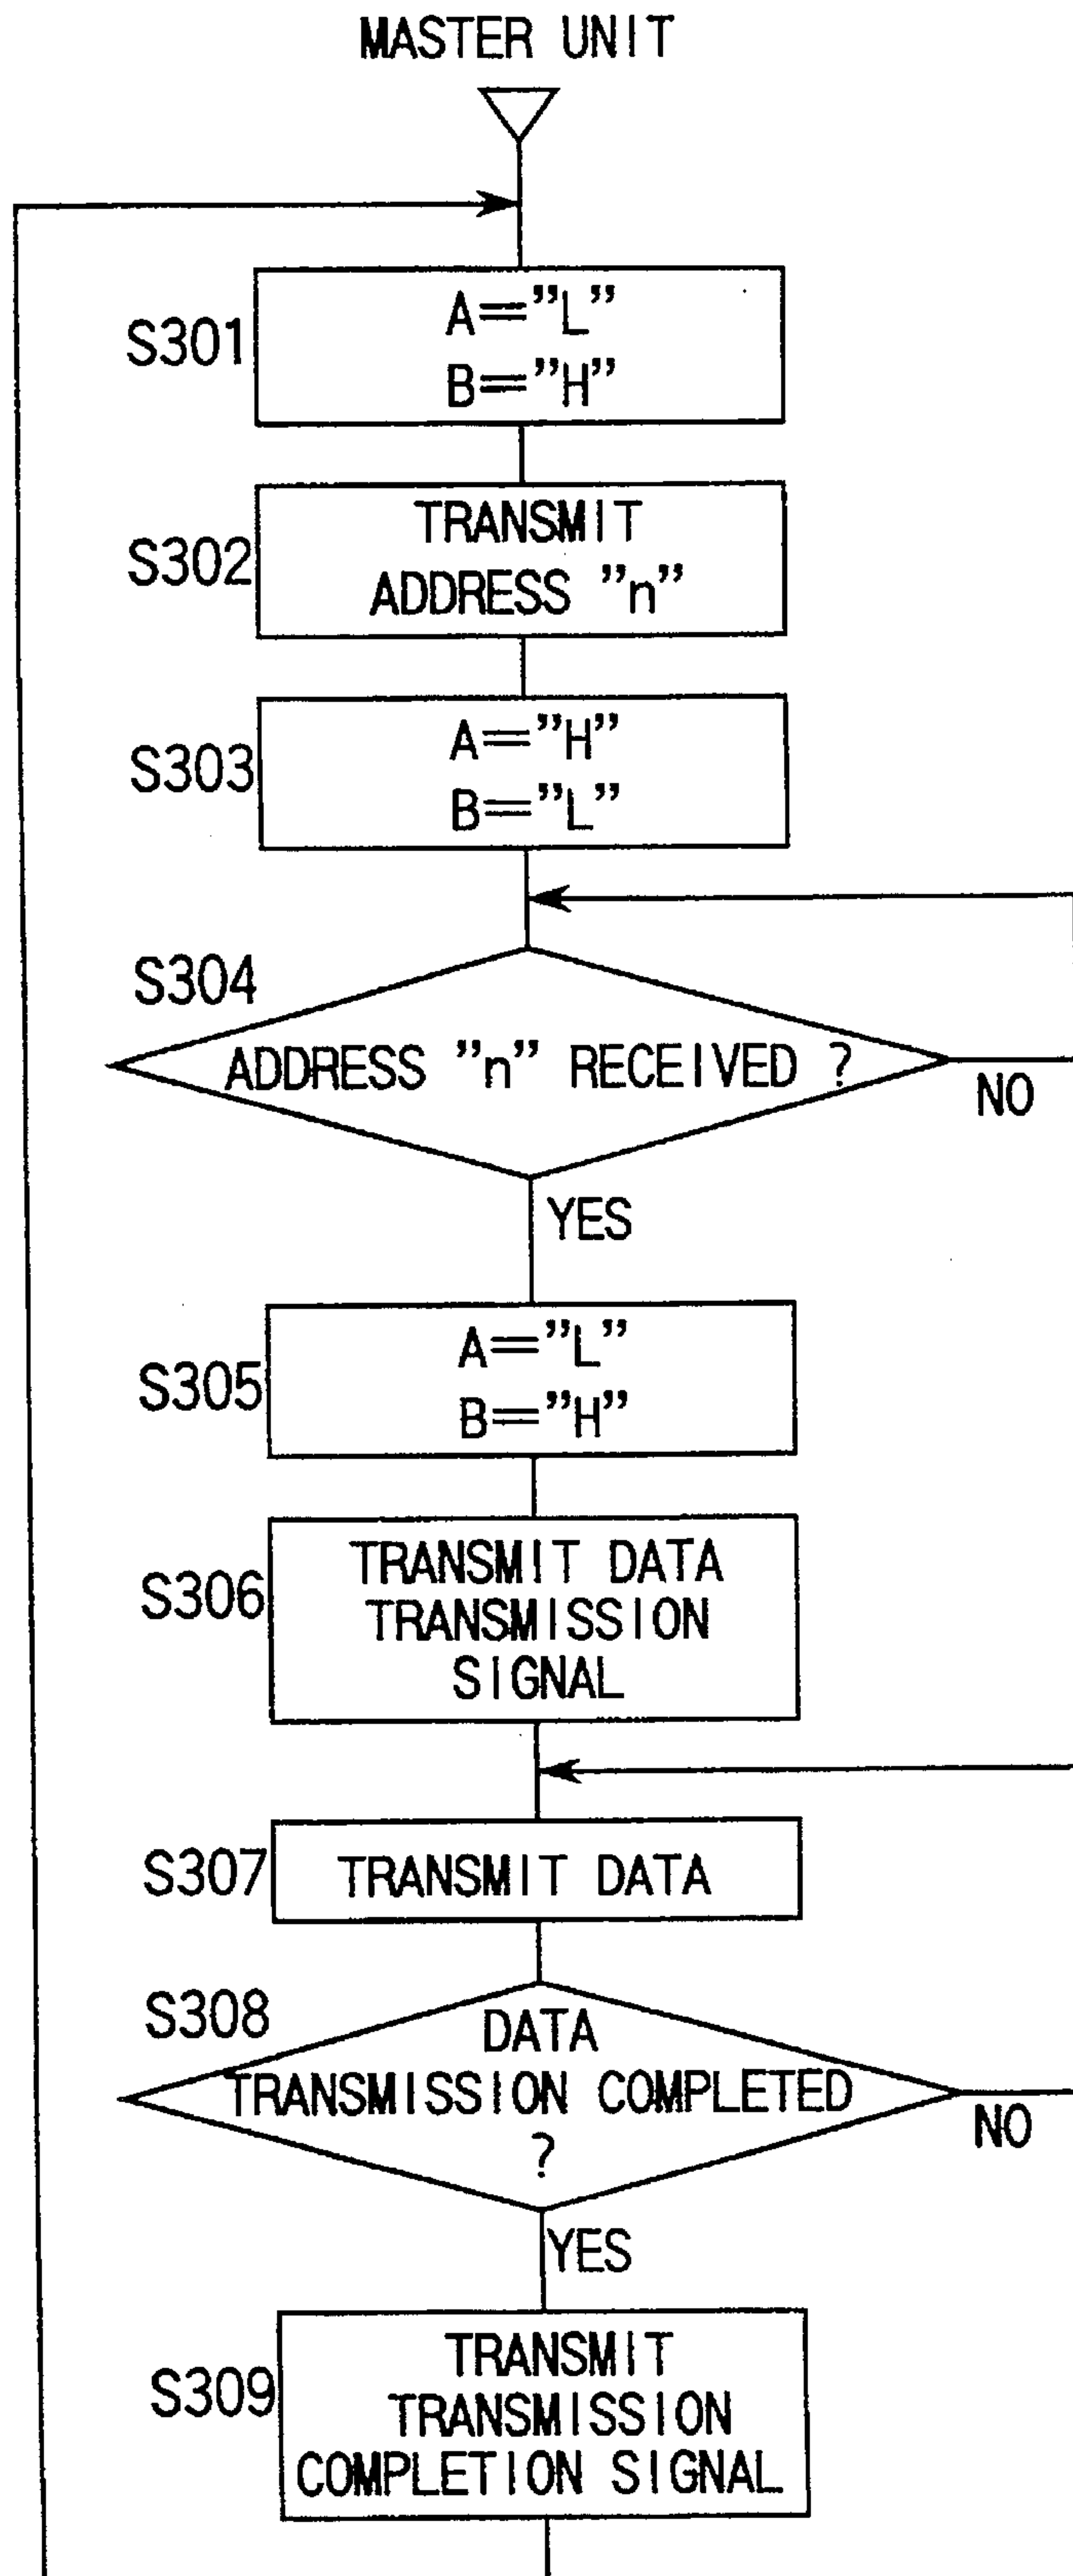 MASTER UNIT
S301
A="L"
B="H"
S302
TRANSMIT
ADDRESS "n"
S303
A="H"
B="L"
S304
ADDRESS "n" RECEIVED ?
NO
YES
S305
A="L"
B="H"
S306
TRANSMIT DATA
TRANSMISSION
SIGNAL
S307
TRANSMIT DATA
S308
DATA
TRANSMISSION COMPLETED
?
NO
YES
S309
TRANSMIT
TRANSMISSION
COMPLETION SIGNAL